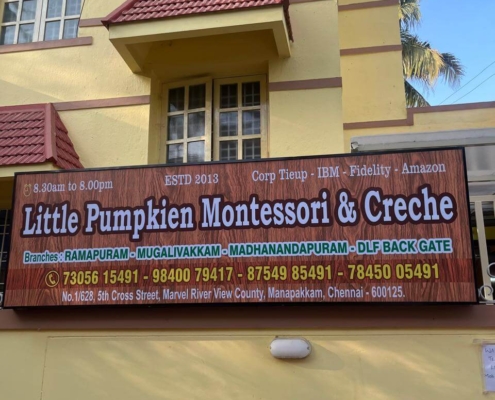 8.30am to 8.00pm ESTD 2013 Corp Tieup - IBM - Fidelity - Amazon
Little Pumpkien Montessori & Creche
Branches : RAMAPURAM - MUGALIVAKKAM - MADHANANDAPURAM - DLF BACK GATE
73056 15491 - 98400 79417 - 87549 85491 - 78450 05491
No.1/628, 5th Cross Street, Marvel River View County, Manapakkam, Chennai - 600125.